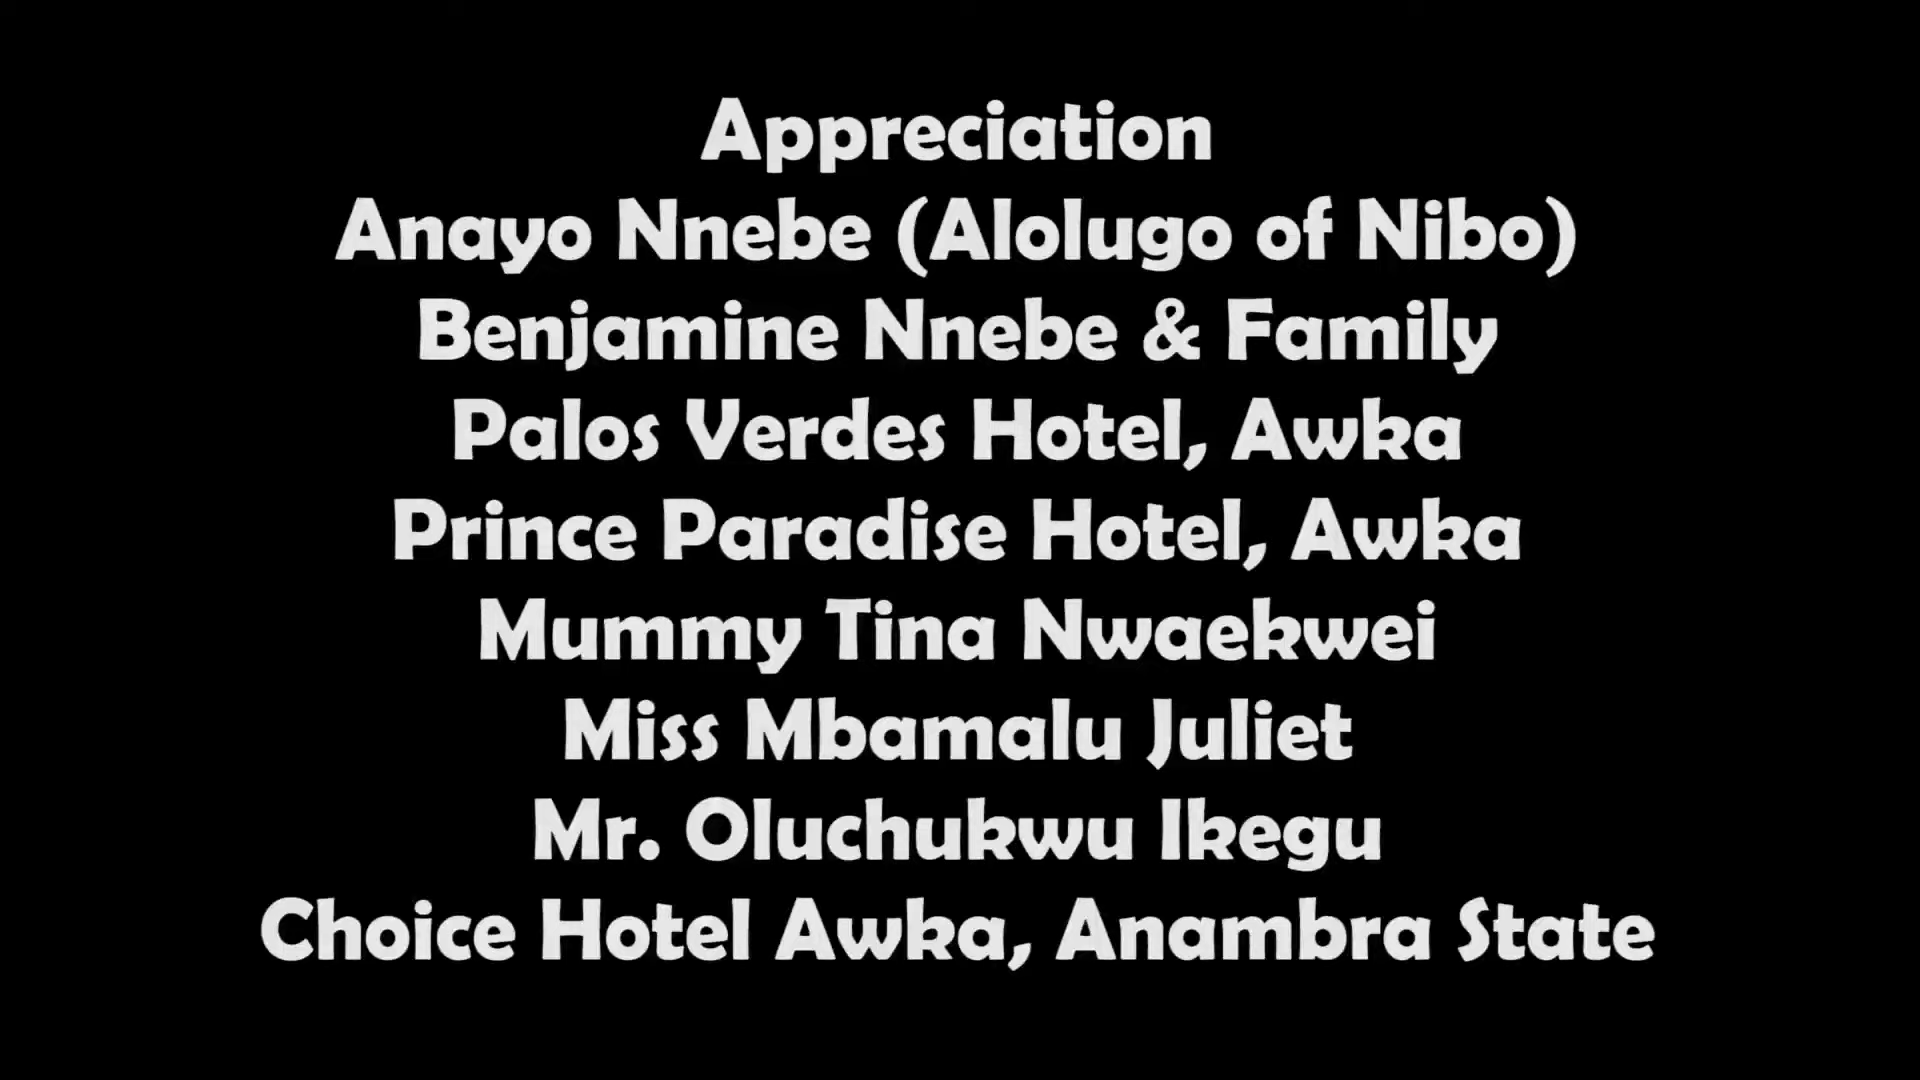 Appreciation
Anayo Nnebe (Alolugo of Nibo)
Benjamine Nnebe & Family
Palos Verdes Hotel, Awka
Prince Paradise Hotel, Awka
Mummy Tina Nwaekwei
Miss Mbamalu Juliet
Mr. Oluchukwu Ikegu
Choice Hotel Awka, Anambra State